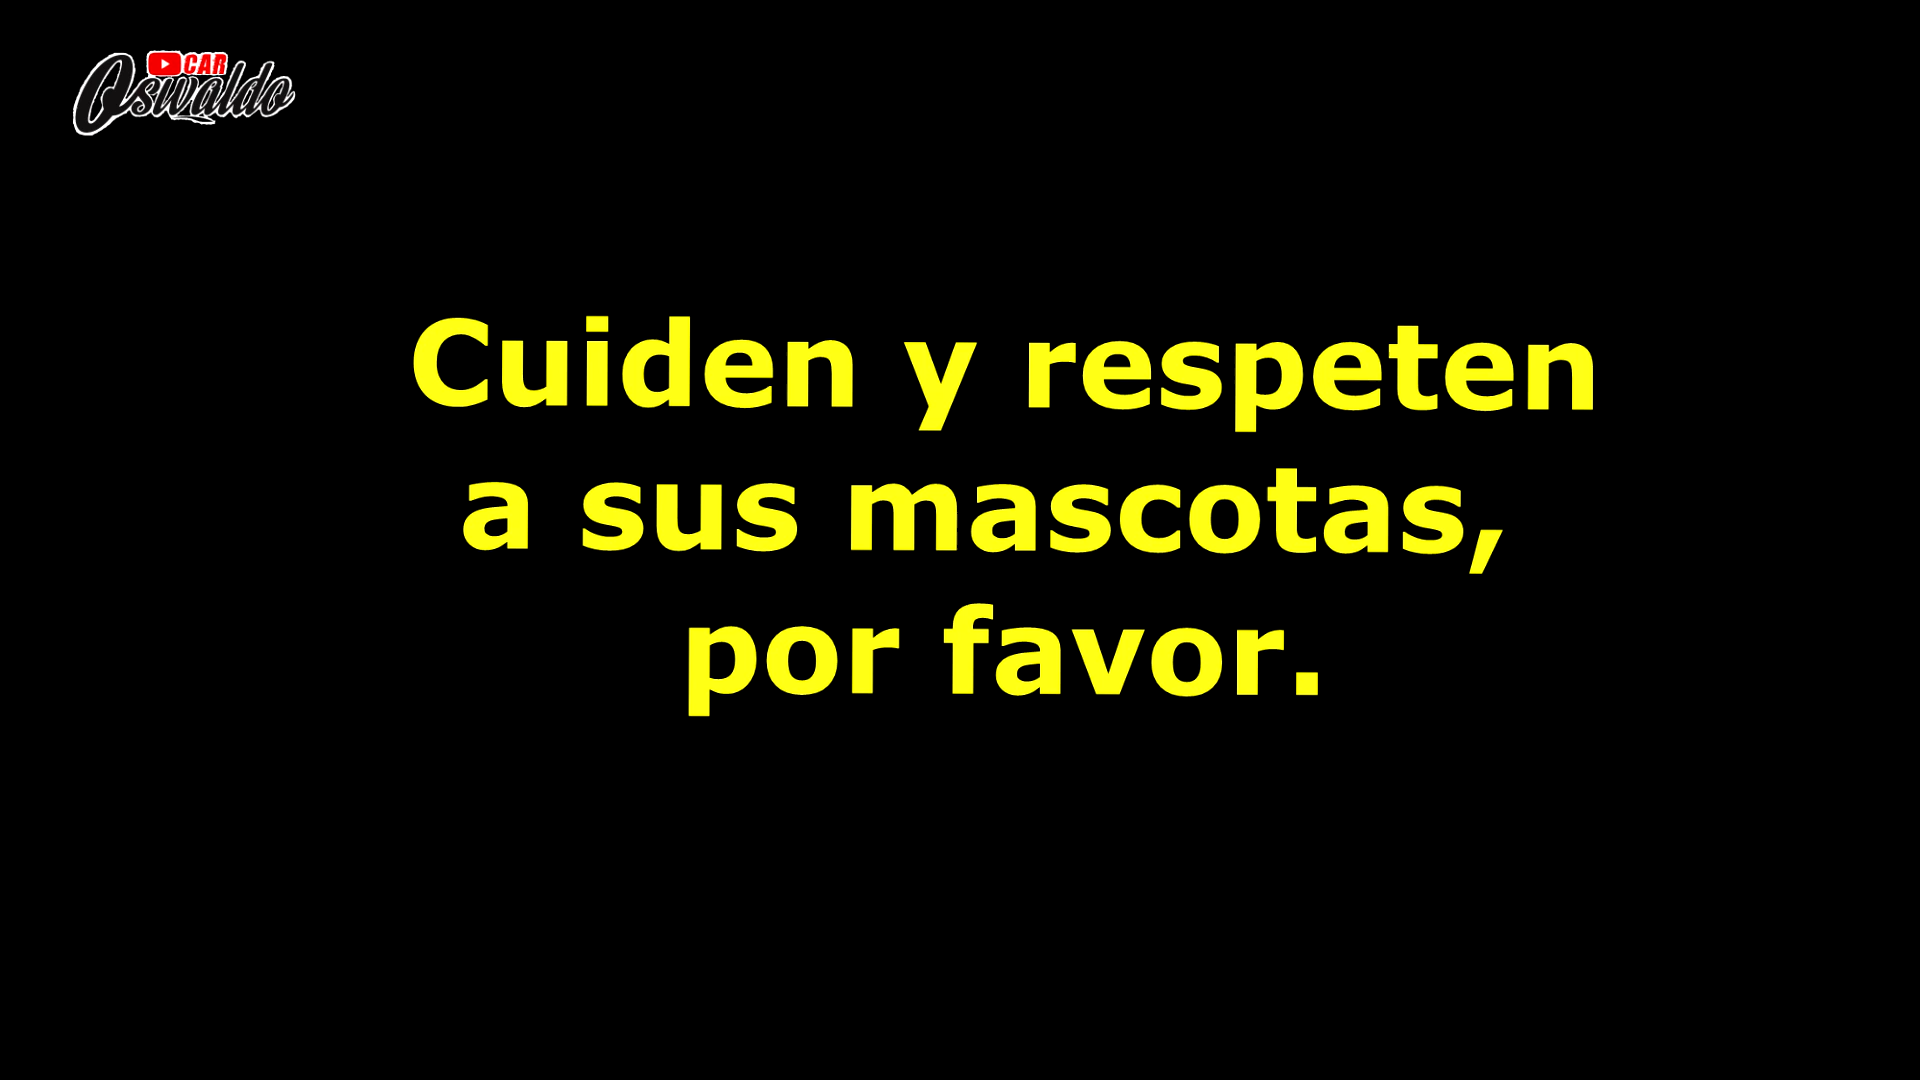 CAR
Oswaldo
Cuiden y respeten
a sus mascotas,
por favor.